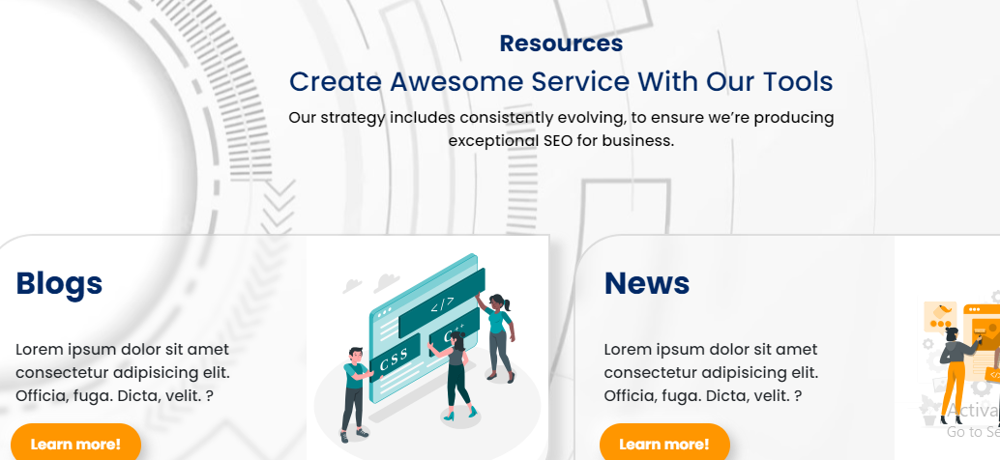 Resources
Create Awesome Service With Our Tools
Our strategy includes consistently evolving, to ensure we’re producing
exceptional SEO for business.
Blogs
Lorem ipsum dolor sit amet
consectetur adipisicing elit.
Officia, fuga. Dicta, velit. ?
Learn more!
</>
CSS
C++
News
Lorem ipsum dolor sit amet
consectetur adipisicing elit.
Officia, fuga. Dicta, velit. ?
Learn more!
</>
Go to